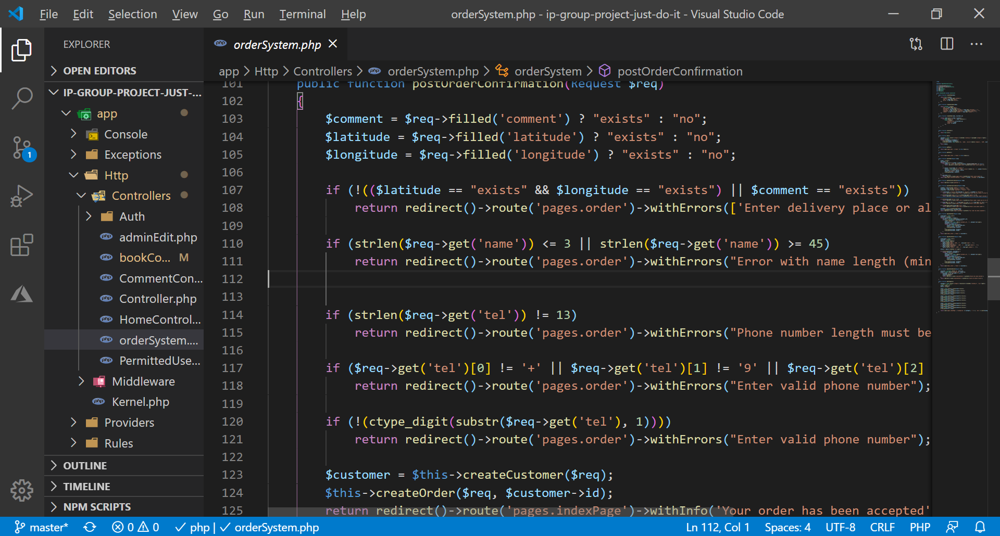 File Edit Selection View Go Run Terminal Help orderSystem.php - ip-group-project-just-do-it - Visual Studio Code
EXPLORER
OPEN EDITORS
IP-GROUP-PROJECT-JUST-...
app
Console
Exceptions
Http
Controllers
Auth
php adminEdit.php
php bookCo... M
php CommentCon...
php Controller.php
php HomeControl...
php orderSystem....
php PermittedUse...
Middleware
php Kernel.php
Providers
Rules
OUTLINE
TIMELINE
NPM SCRIPTS
1
php orderSystem.php
app > Http > Controllers > php orderSystem.php > orderSystem > postOrderConfirmation
101 public function postOrderConfirmation(Request $req)
102 {
103 $comment = $req->filled('comment') ? "exists" : "no";
104 $latitude = $req->filled('latitude') ? "exists" : "no";
105 $longitude = $req->filled('longitude') ? "exists" : "no";
106
107 if (!(($latitude == "exists" && $longitude == "exists") || $comment == "exists"))
108 return redirect()->route('pages.order')->withErrors(['Enter delivery place or al
109
110 if (strlen($req->get('name')) <= 3 || strlen($req->get('name')) >= 45)
111 return redirect()->route('pages.order')->withErrors("Error with name length (min
112
113
114 if (strlen($req->get('tel')) != 13)
115 return redirect()->route('pages.order')->withErrors("Phone number length must be
116
117 if ($req->get('tel')[0] != '+' || $req->get('tel')[1] != '9' || $req->get('tel')[2]
118 return redirect()->route('pages.order')->withErrors("Enter valid phone number");
119
120 if (!(ctype_digit(substr($req->get('tel'), 1))))
121 return redirect()->route('pages.order')->withErrors("Enter valid phone number");
122
123 $customer = $this->createCustomer($req);
124 $this->createOrder($req, $customer->id);
125 return redirect()->route('pages.indexPage')->withInfo('Your order has been accepted'
master* 0 0 php | orderSystem.php Ln 112, Col 1 Spaces: 4 UTF-8 CRLF PHP